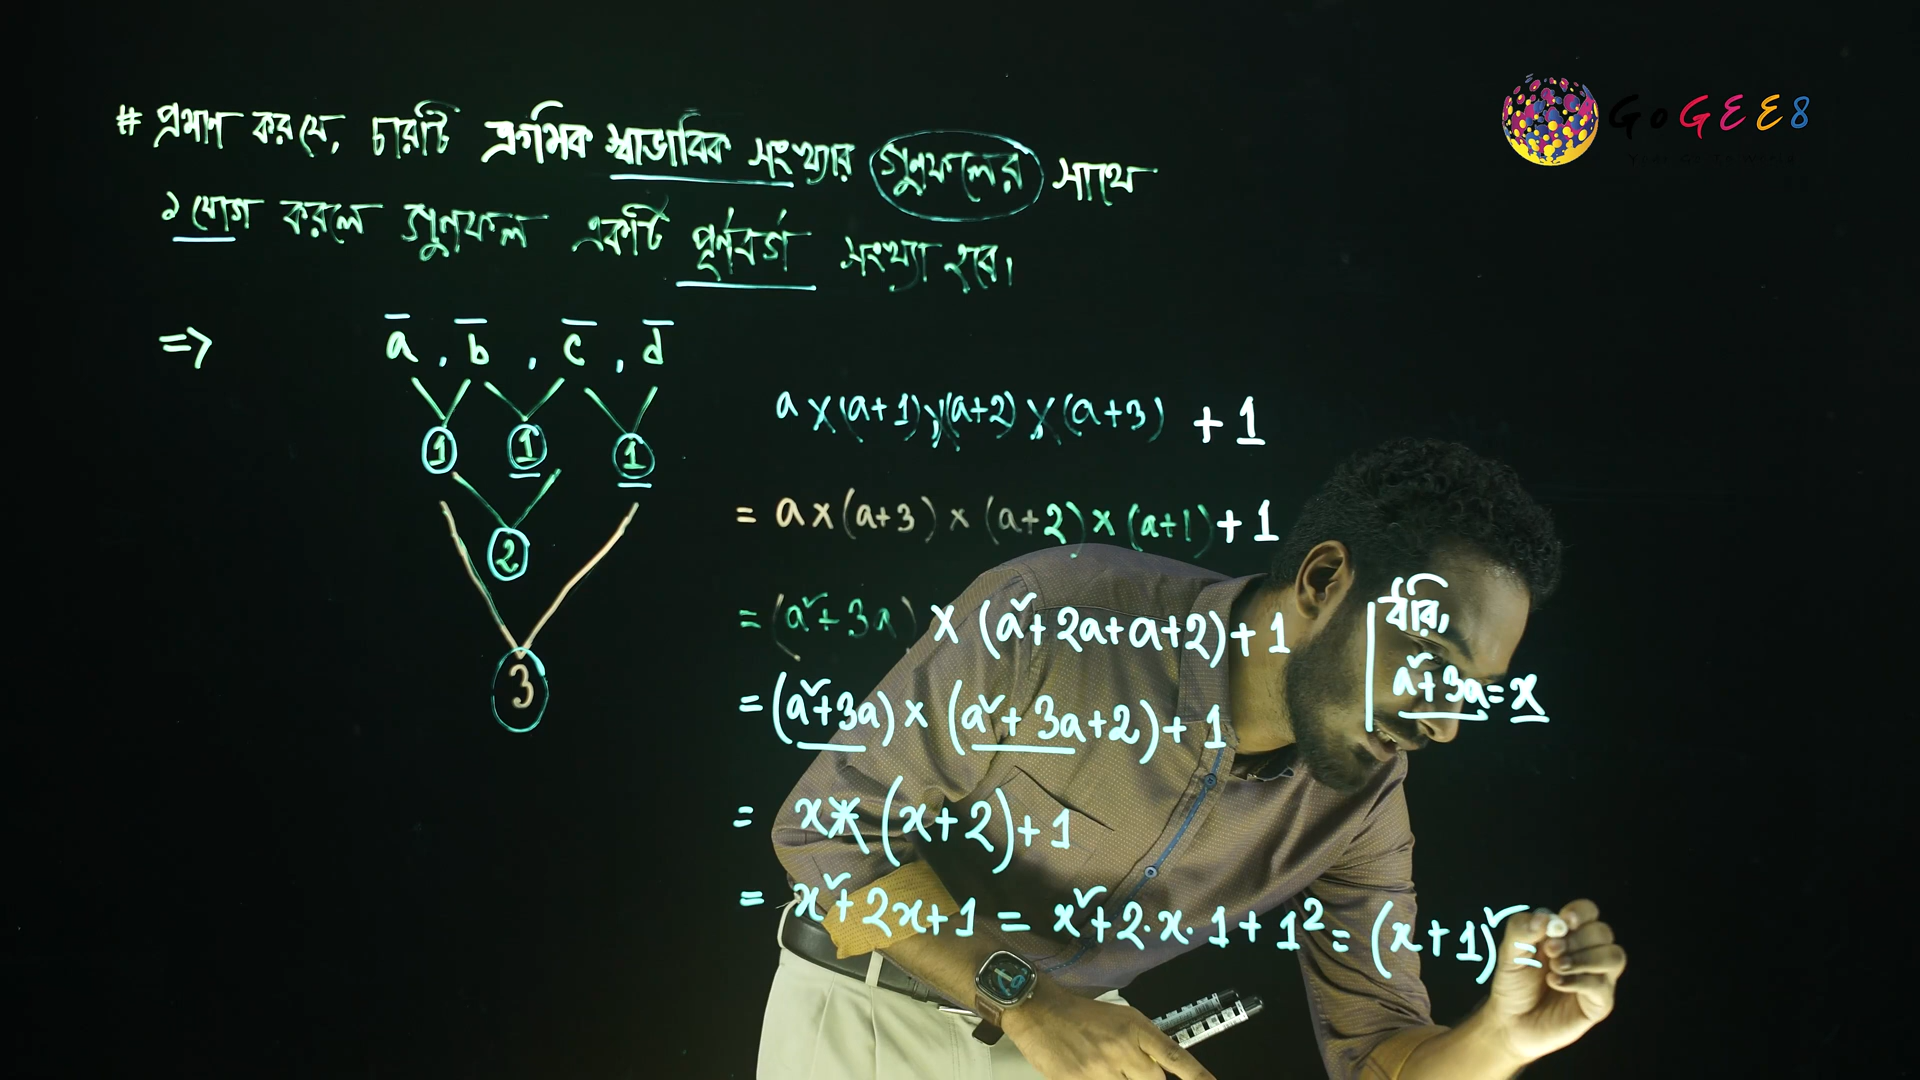 GoGEE8
# প্রমাণ কর যে, চারটি ক্রমিক স্বাভাবিক সংখ্যার গুণফলের সাথে
১ যোগ করলে গুণফল একটি পূর্ণবর্গ সংখ্যা হবে।
=> a, b, c, d
a x (a+1) x (a+2) x (a+3) + 1
1 1 1
= a x (a+3) x (a+2) x (a+1) + 1
2
= (a²+3a) x (a²+2a+a+2)+1
ধরি,
a²+3a=x
3
= (a²+3a) x (a²+3a+2)+1
= x* (x+2)+1
= x²+2x+1 = x²+2.x.1+1² = (x+1)² =